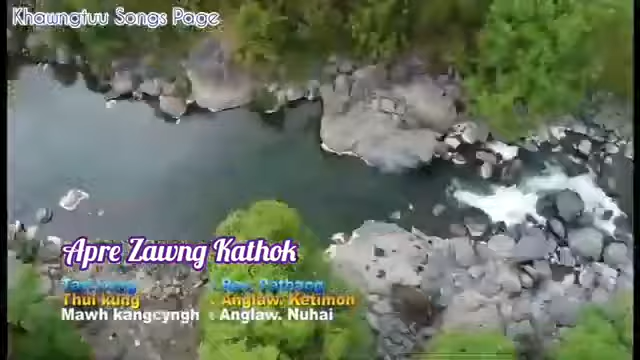 Khawngtuu Songs Page
Apre Zawng Kathok
: Rev. Pathang
Thui kung : Anglaw. Ketimon
Mawh kangcyngh : Anglaw. Nuhai